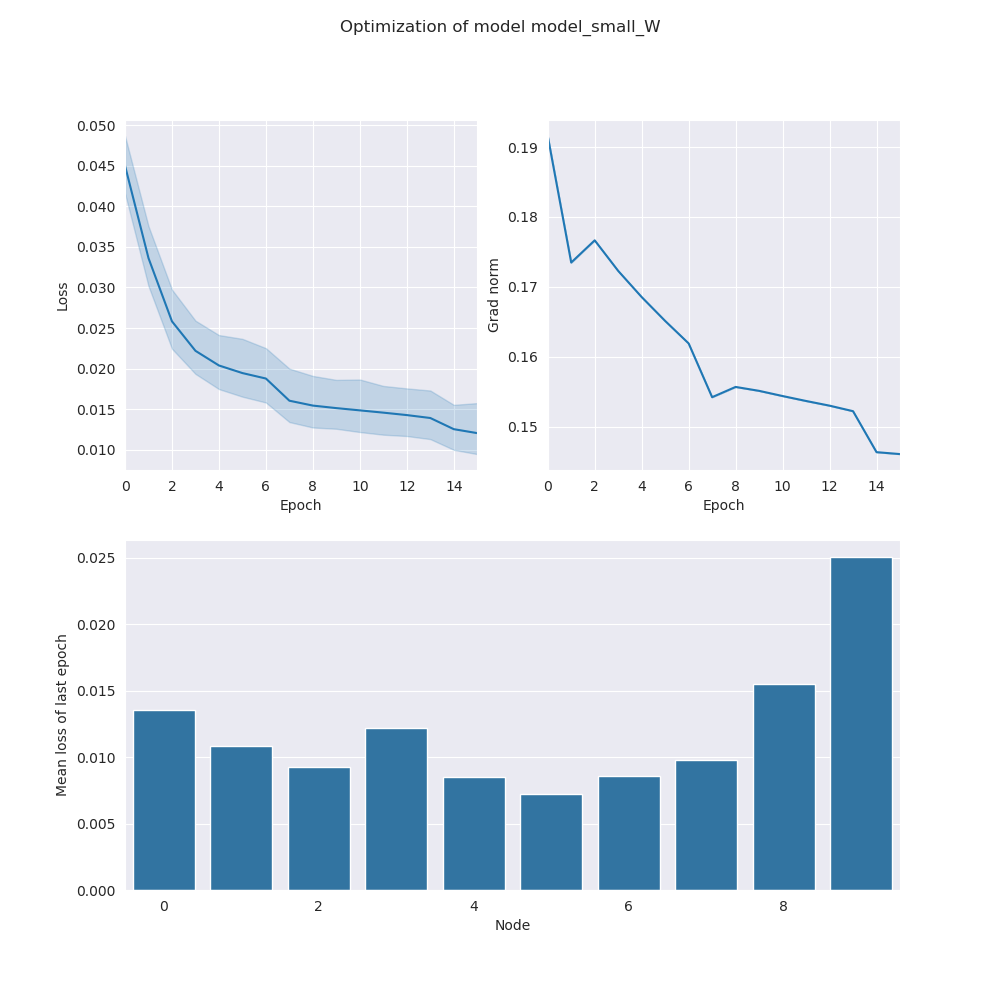 Optimization of model model_small_W
0.050
0.045
0.040
0.035
0.030
0.025
0.020
0.015
0.010
Loss
0 2 4 6 8 10 12 14
Epoch
0.19
0.18
0.17
0.16
0.15
Grad norm
0 2 4 6 8 10 12 14
Epoch
0.025
0.020
0.015
0.010
0.005
0.000
Mean loss of last epoch
0 2 4 6 8
Node